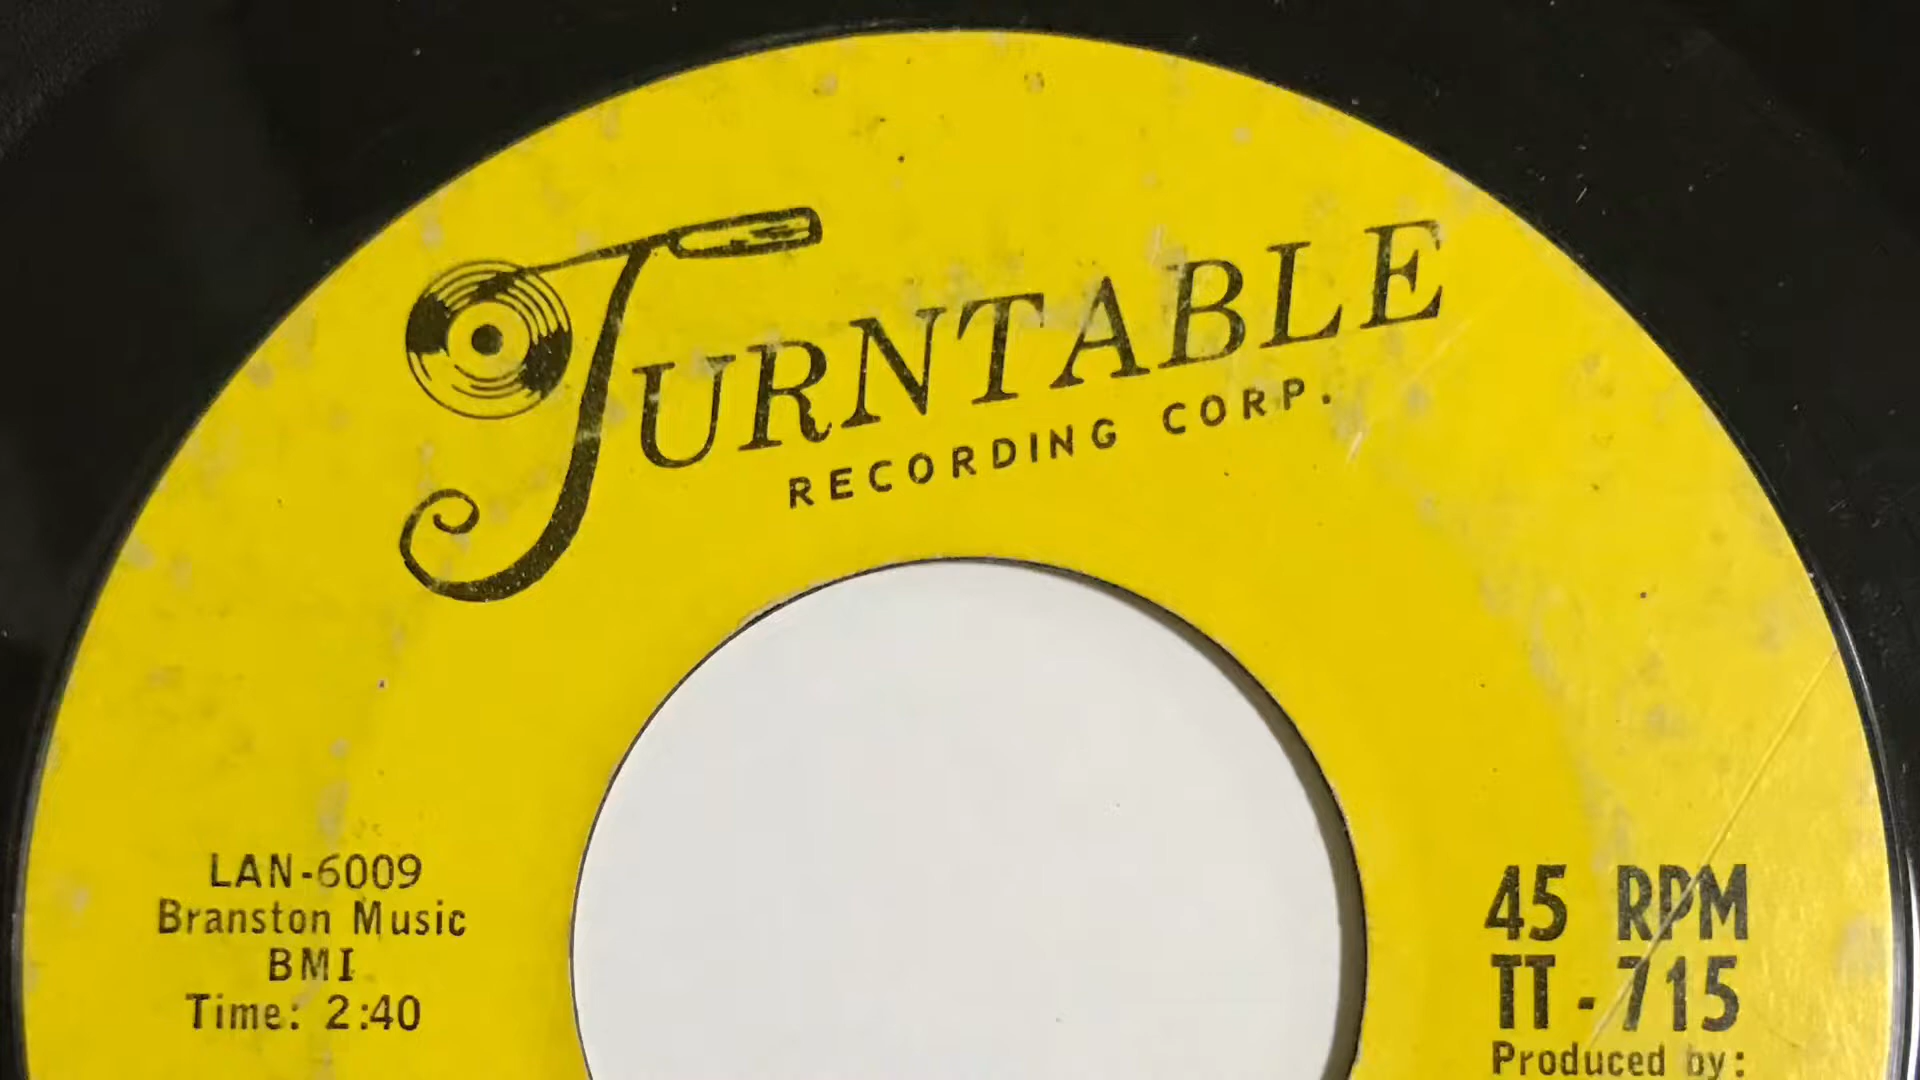 TURNTABLE
RECORDING CORP.
LAN-6009
Branston Music
BMI
Time: 2:40
45 RPM
TT - 715
Produced by: